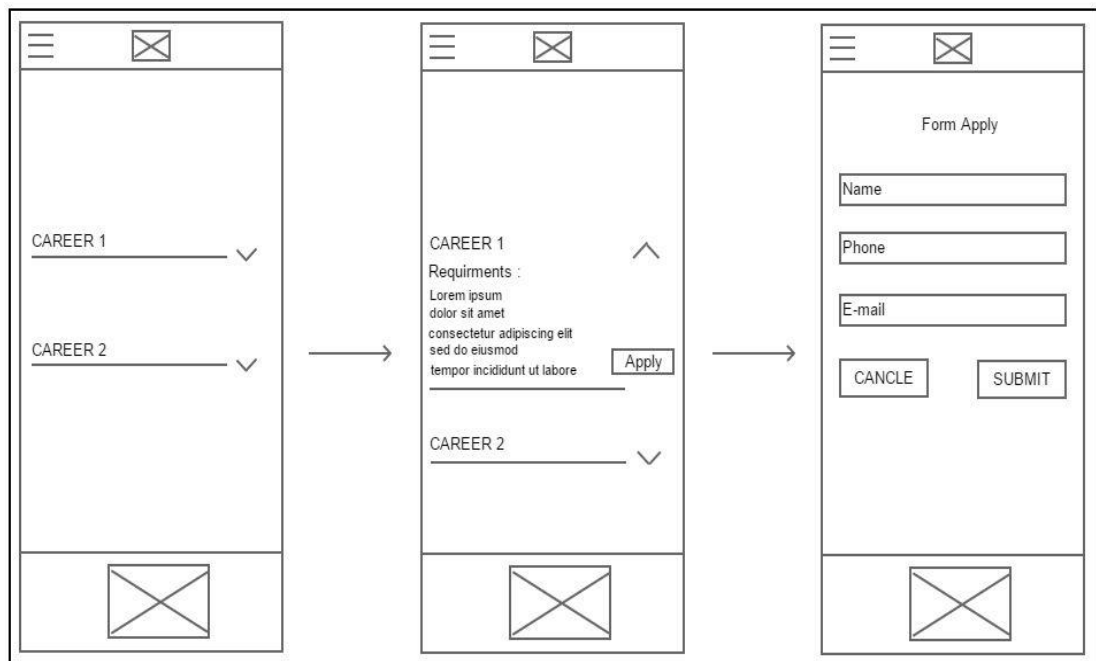 CAREER 1
CAREER 2
CAREER 1
Requirments :
Lorem ipsum
dolor sit amet
consectetur adipiscing elit
sed do eiusmod
tempor incididunt ut labore
Apply
CAREER 2
Form Apply
Name
Phone
E-mail
CANCLE
SUBMIT